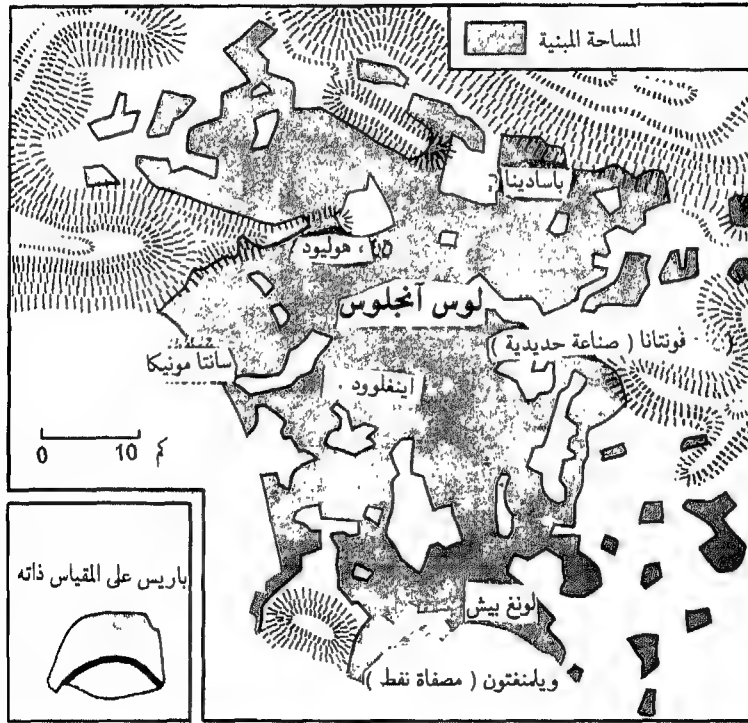 المساحة المبنية
باسادينا
هوليود
لوس آنجلوس
فونتانا ( صناعة حديدية )
سانتا مونيكا
اينغلوود
0 10 كم
باريس على المقياس ذاته
لونغ بيش
ويلمنغتون ( مصفاة نفط )